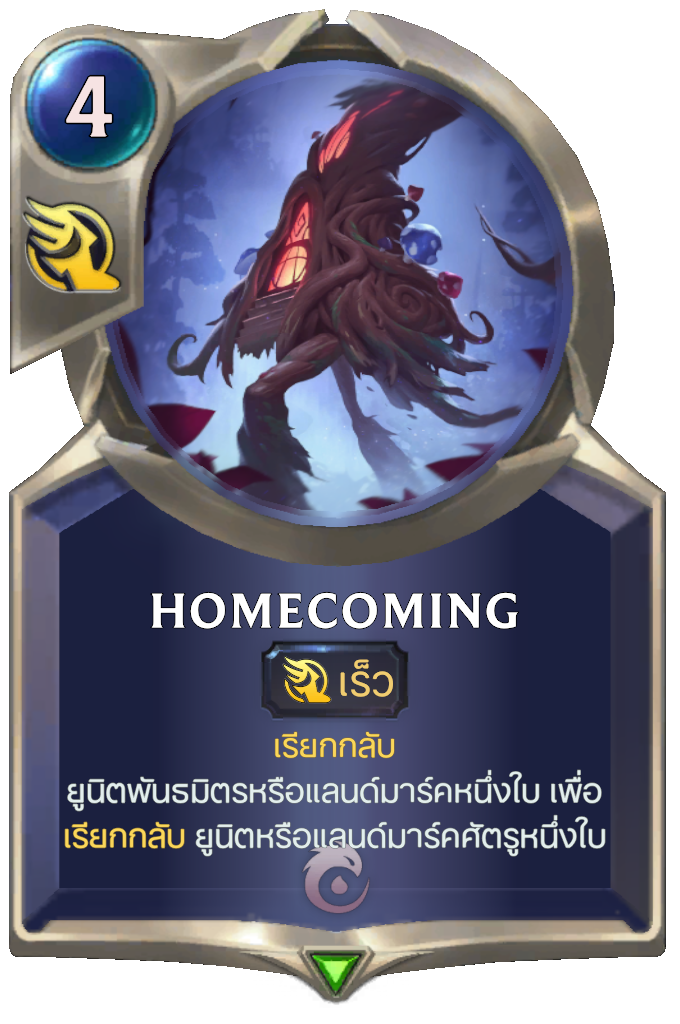 4
HOMECOMING
เร็ว
เรียกกลับ
ยูนิตพันธมิตรหรือแลนด์มาร์คหนึ่งใบ เพื่อ
เรียกกลับ ยูนิตหรือแลนด์มาร์คศัตรูหนึ่งใบ